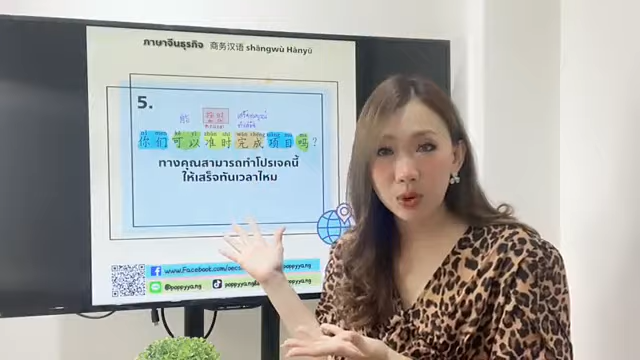 ภาษาจีนธุรกิจ 商务汉语 shāngwù Hànyǔ
5.
能
nǐ men kě yǐ zhǔn shí wán chéng xiàng mù ma
你们可以准时完成项目吗?
ทางคุณสามารถทำโปรเจคนี้
ให้เสร็จทันเวลาไหม
@poppyya.ng